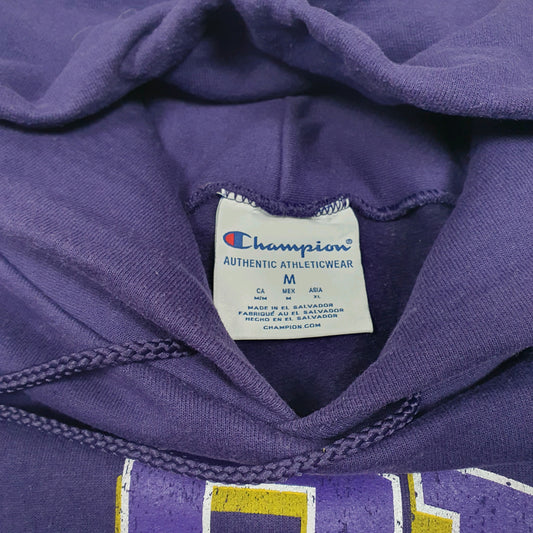 Champion®
AUTHENTIC ATHLETICWEAR
M
CA MEX ASIA
M/M M XL
MADE IN EL SALVADOR
FABRIQUÉ AU EL SALVADOR
HECHO EN EL SALVADOR
CHAMPION.COM